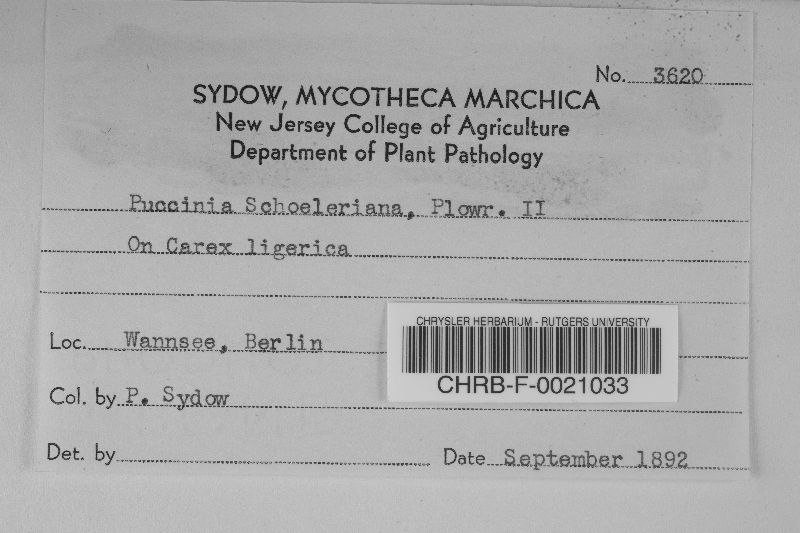 No. 3620
SYDOW, MYCOTHECA MARCHICA
New Jersey College of Agriculture
Department of Plant Pathology
Puccinia Schoeleriana, Plowr. II
On Carex ligerica
Loc. Wannsee, Berlin
CHRYSLER HERBARIUM - RUTGERS UNIVERSITY
CHRB-F-0021033
Col. by P. Sydow
Det. by
Date September 1892